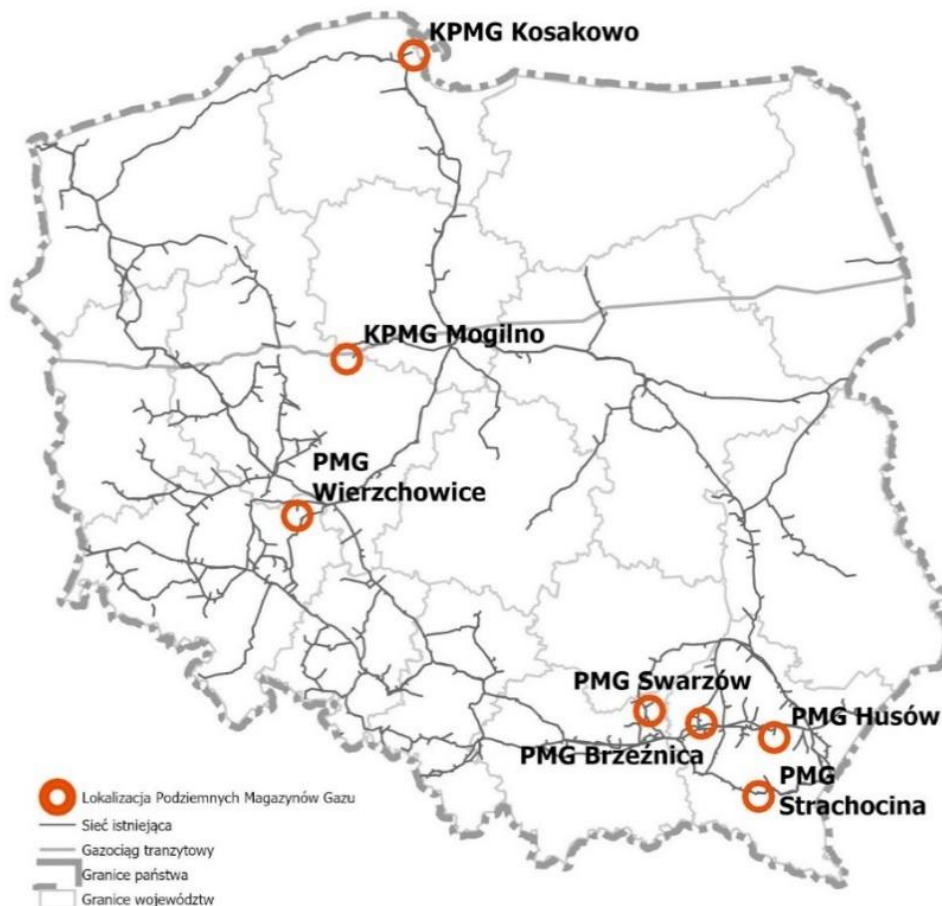 KPMG Kosakowo
KPMG Mogilno
PMG
Wierzchowice
PMG Swarzów
PMG Husów
PMG Brzeźnica
PMG
Strachocina
Lokalizacja Podziemnych Magazynów Gazu
Sieć istniejąca
Gazociąg tranzytowy
Granice państwa
Granice województw